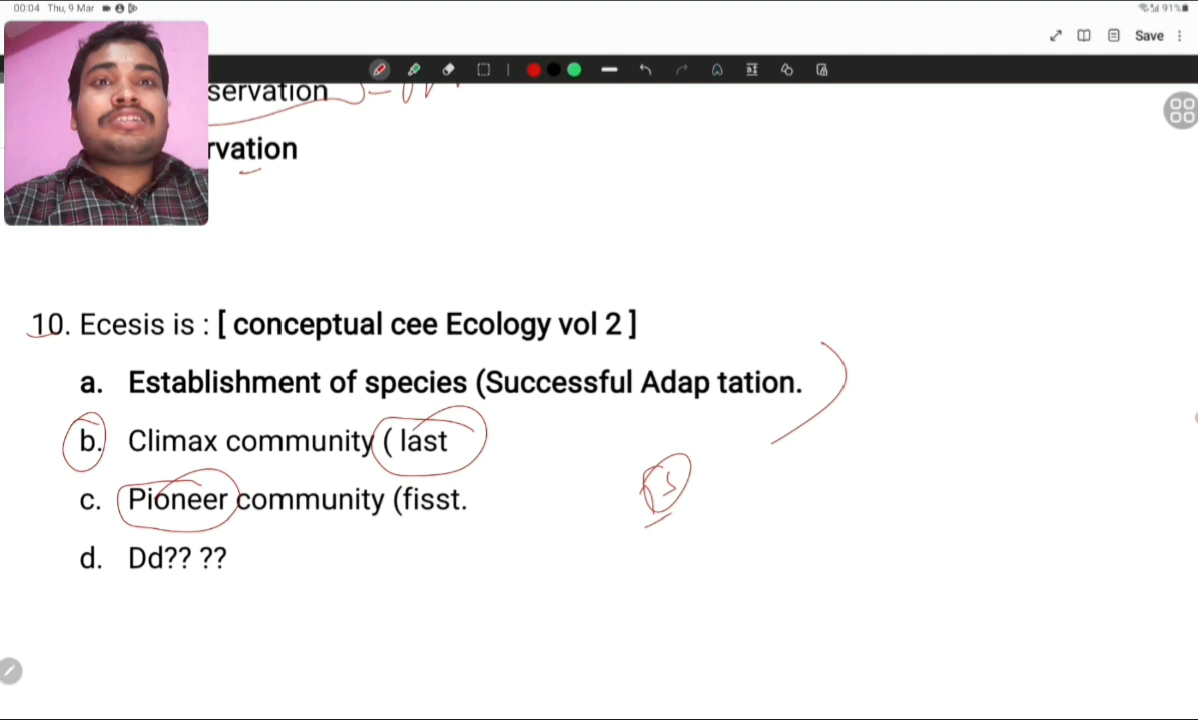 00:04 Thu, 9 Mar
91%
Save
servation
rvation
10. Ecesis is : [ conceptual cee Ecology vol 2 ]
a. Establishment of species (Successful Adap tation.
b. Climax community ( last
c. Pioneer community (fisst.
d. Dd?? ??